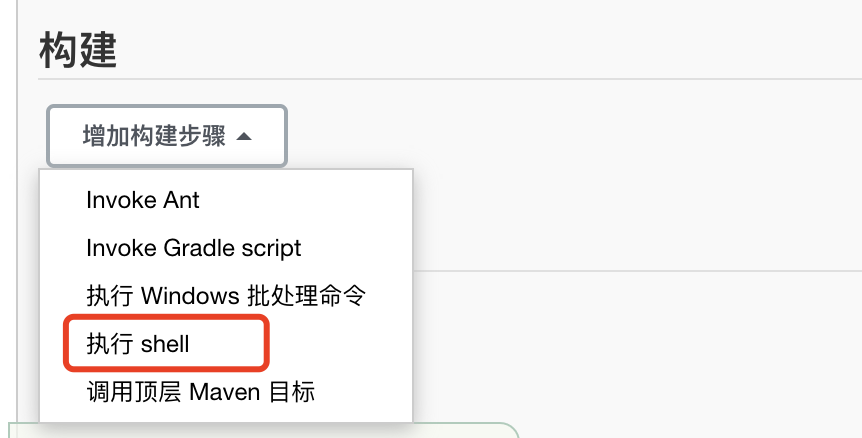 构建
增加构建步骤
Invoke Ant
Invoke Gradle script
执行 Windows 批处理命令
执行 shell
调用顶层 Maven 目标